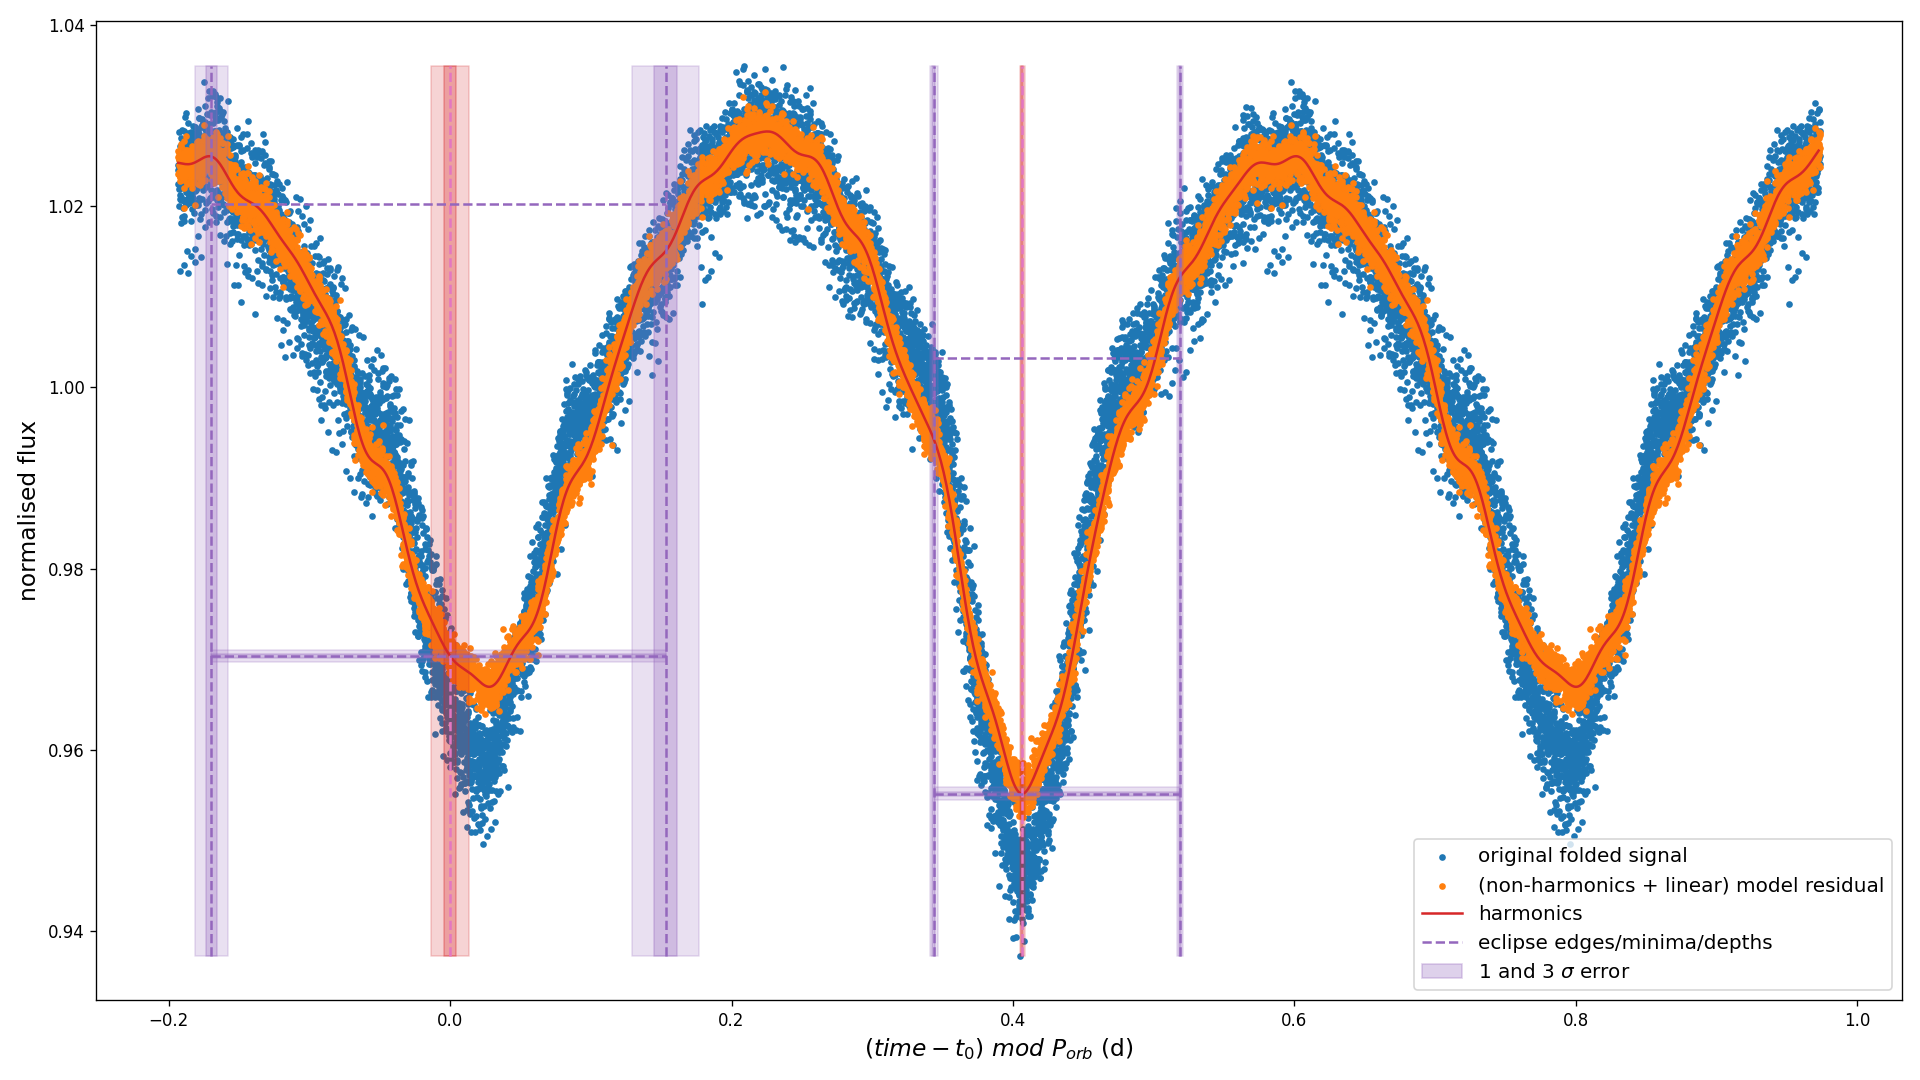 1.04
1.02
1.00
0.98
0.96
0.94
normalised flux
−0.2
0.0
0.2
0.4
0.6
0.8
1.0
(time − t₀) mod Pₒᵣb (d)
original folded signal
(non-harmonics + linear) model residual
harmonics
eclipse edges/minima/depths
1 and 3 σ error